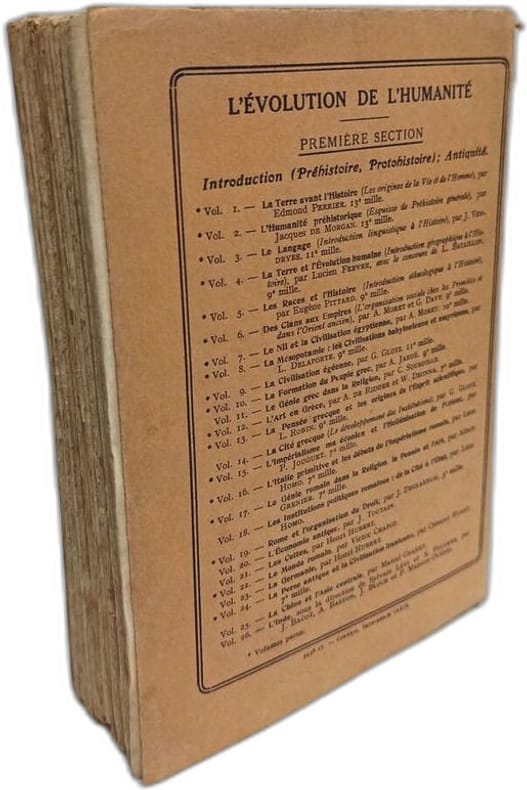 L'ÉVOLUTION DE L'HUMANITÉ
PREMIÈRE SECTION
Introduction (Préhistoire, Protohistoire); Antiquité.
• Vol. 1. — La Terre avant l'Histoire (Les origines de la Vie et de l'Homme), par
Edmond PERRIER. 13e mille.
• Vol. 2. — L'Humanité préhistorique (Esquisse de Préhistoire générale), par
Jacques DE MORGAN. 13e mille.
• Vol. 3. — Le Langage (Introduction linguistique à l'Histoire), par J. VEN-
DRYES. 11e mille.
• Vol. 4. — La Terre et l'Évolution humaine (Introduction géographique à l'His-
toire), par Lucien FEBVRE, avec le concours de L. BATAILLON.
9e mille.
• Vol. 5. — Les Races et l'Histoire (Introduction ethnologique à l'Histoire),
par Eugène PITTARD. 9e mille.
• Vol. 6. — Des Clans aux Empires (L'organisation sociale chez les Primitifs et
dans l'Orient ancien), par A. MORET et G. DAVY. 9e mille.
• Vol. 7. — Le Nil et la Civilisation égyptienne, par A. MORET. 10e mille.
• Vol. 8. — La Mésopotamie : les Civilisations babylonienne et assyrienne, par
L. DELAPORTE. 9e mille.
• Vol. 9. — La Civilisation égéenne, par G. GLOTZ. 11e mille.
• Vol. 10. — La Formation du Peuple grec, par A. JARDÉ. 9e mille.
Vol. 11. — Le Génie grec dans la Religion, par C. SOURDILLE.
• Vol. 12. — L'Art en Grèce, par A. DE RIDDER et W. DEONNA. 7e mille.
• Vol. 13. — La Pensée grecque et les origines de l'Esprit scientifique, par
L. ROBIN. 9e mille.
Vol. 14. — La Cité grecque (Le développement des Institutions), par G. GLOTZ.
• Vol. 15. — L'Impérialisme macédonien et l'Hellénisation de l'Orient, par
P. JOUGUET. 7e mille.
• Vol. 16. — L'Italie primitive et les débuts de l'Impérialisme romain, par Léon
HOMO. 7e mille.
• Vol. 17. — Le Génie romain dans la Religion, la Pensée et l'Art, par Albert
GRENIER. 7e mille.
Vol. 18. — Les Institutions politiques romaines : de la Cité à l'État, par Léon
HOMO.
• Vol. 19. — Rome et l'organisation du Droit, par J. DECLAREUIL. 5e mille.
Vol. 20. — L'Économie antique, par J. TOUTAIN.
Vol. 21. — Les Celtes, par Henri HUBERT.
Vol. 22. — Le Monde romain, par Victor CHAPOT.
Vol. 23. — La Germanie, par Henri HUBERT.
• Vol. 24. — La Perse antique et la Civilisation iranienne, par Clément HUART.
7e mille.
Vol. 25. — La Chine et l'Asie centrale, par Marcel GRANET.
Vol. 26. — L'Inde, sous la direction de Sylvain LÉVI
J. BACOT, A. BARTON, J. BLOCH et P. MASSON-OURSEL.
• Volumes parus.